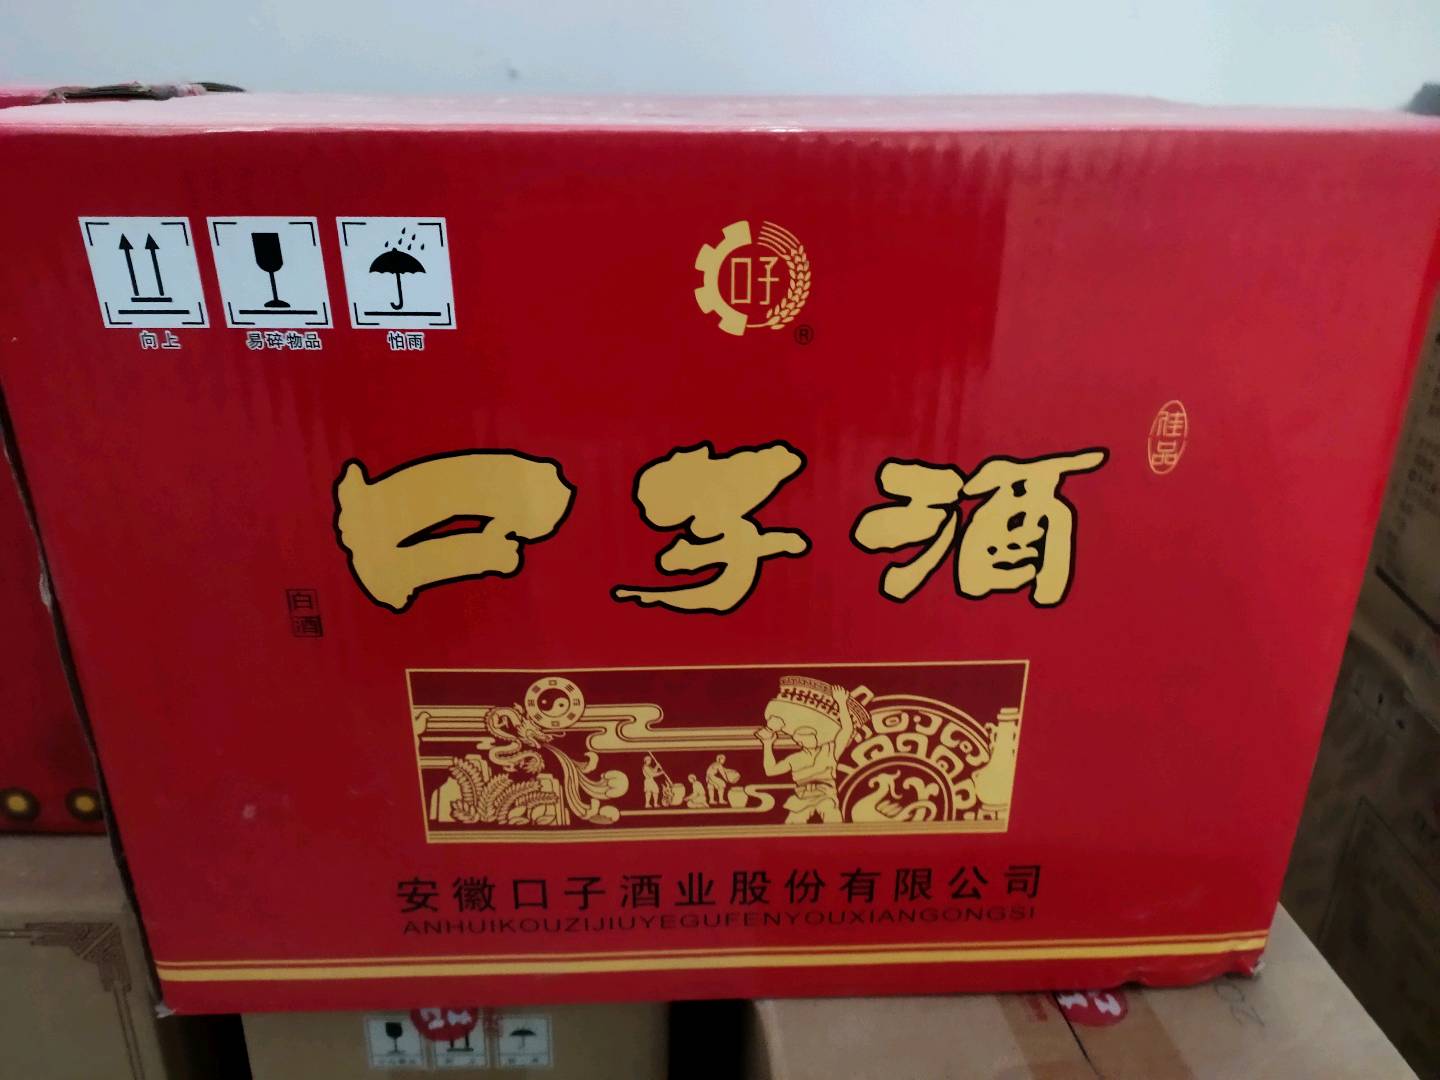 向上
易碎物品
怕雨
口子
®
佳品
口子酒
白酒
安徽口子酒业股份有限公司
ANHUIKOUZIJIUYEGUFENYOUXIANGONGSI